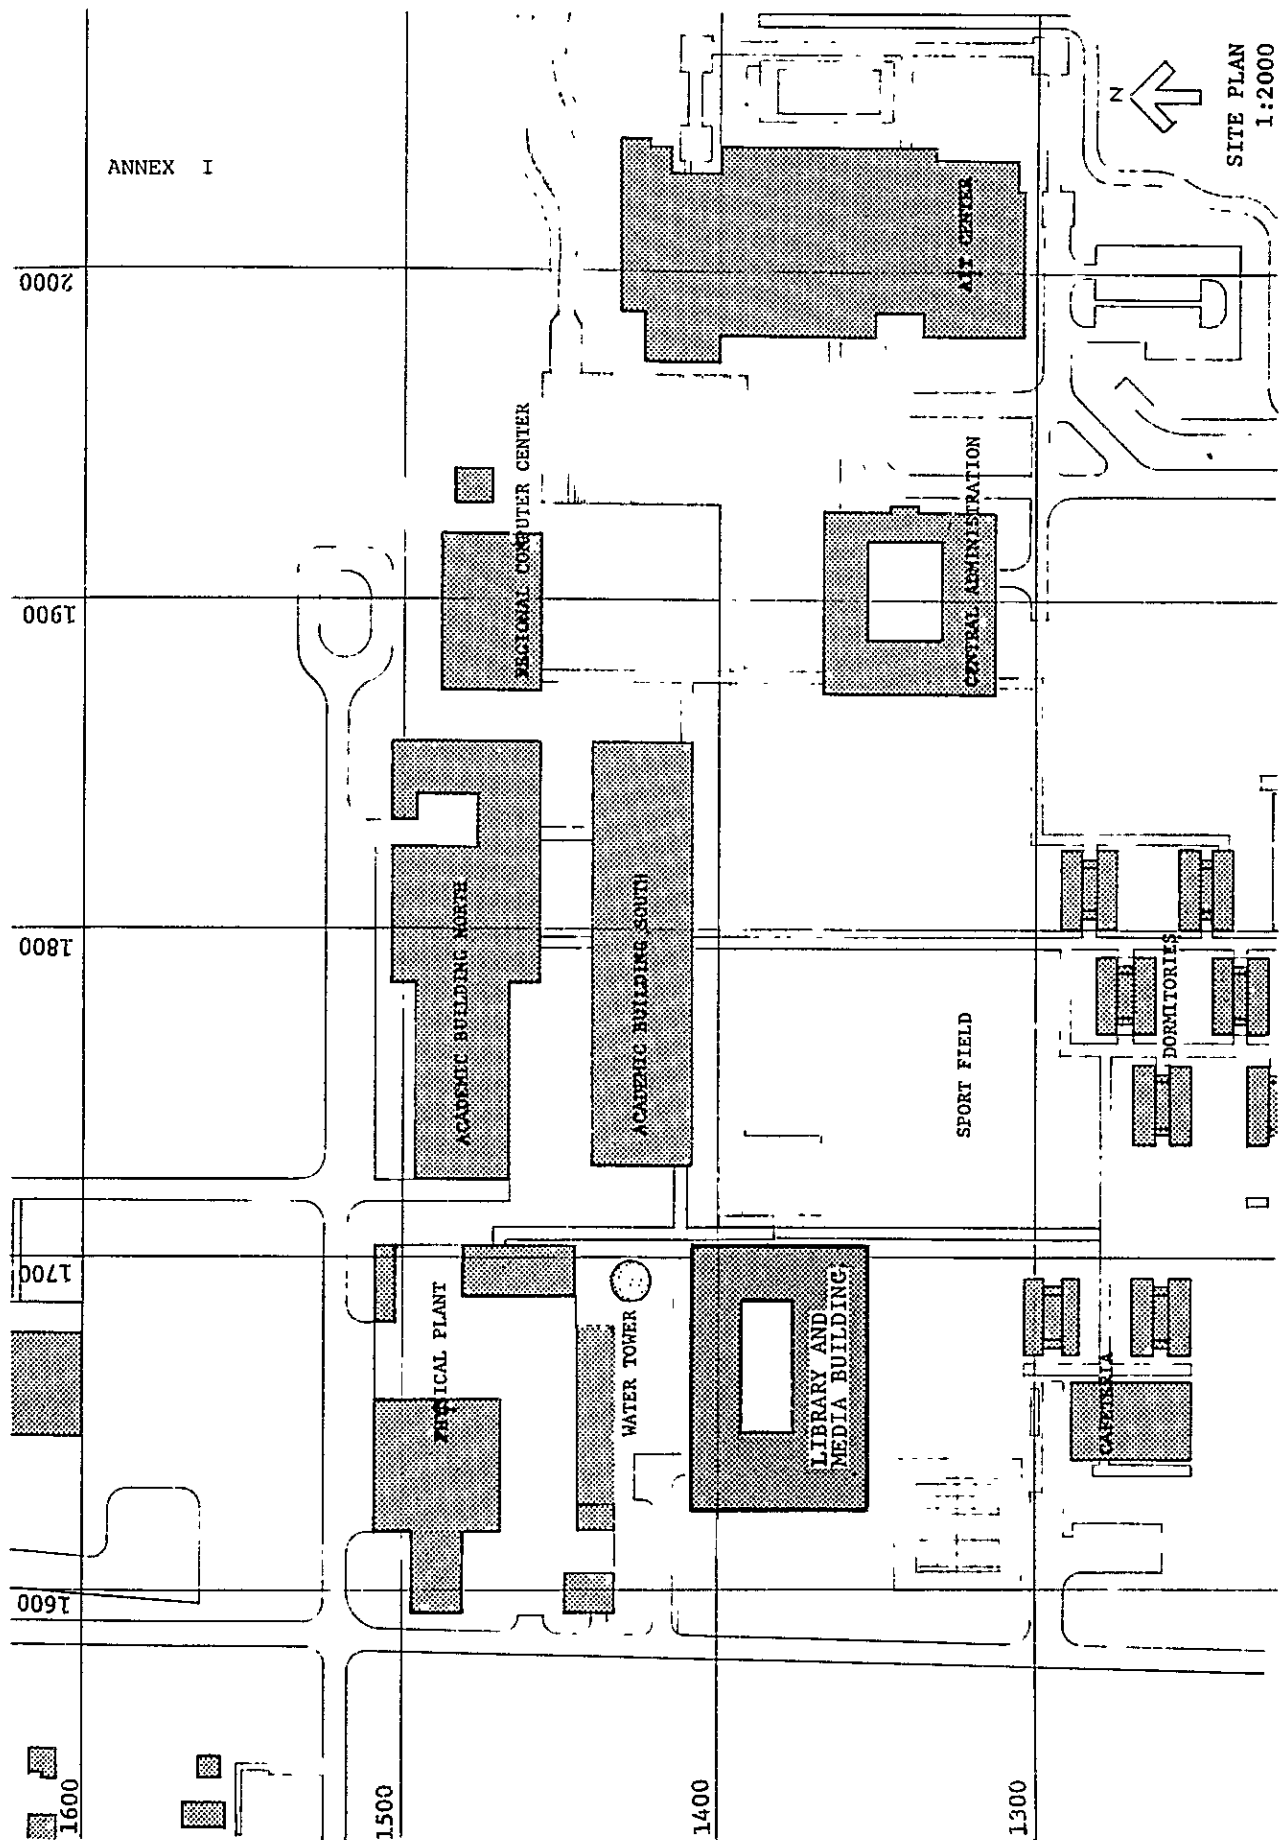 ANNEX I
2000
1900
1800
1700
1600
1600
1500
1400
1300
N
SITE PLAN
1:2000
AIT CENTER
REGIONAL COMPUTER CENTER
CENTRAL ADMINISTRATION
ACADEMIC BUILDING NORTH
ACADEMIC BUILDING SOUTH
SPORT FIELD
DORMITORIES
PHYSICAL PLANT
WATER TOWER
LIBRARY AND
MEDIA BUILDING
CAFETERIA